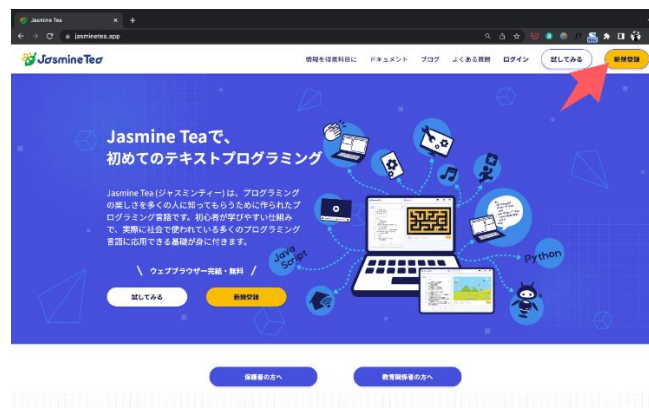 Jasmine Tea
jasminetea.app
JasmineTea
情報を得意科目に ドキュメント ブログ よくある質問 ログイン 試してみる 新規登録
Jasmine Teaで、
初めてのテキストプログラミング
Jasmine Tea (ジャスミンティー) は、プログラミング
の楽しさを多くの人に知ってもらうために作られたプ
ログラミング言語です。初心者が学びやすい仕組み
で、実際に社会で使われている多くのプログラミング
言語に応用できる基礎が身に付きます。
\ ウェブブラウザー完結・無料 /
試してみる 新規登録
Java
Script
Python
保護者の方へ 教育関係者の方へ